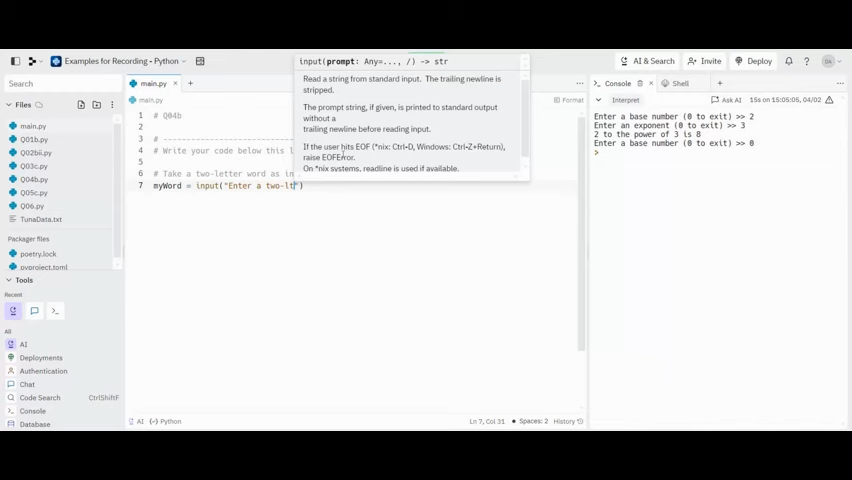 Examples for Recording - Python
AI & Search
Invite
Deploy
DA
Search
Files
main.py
Q01b.py
Q02bii.py
Q03c.py
Q04b.py
Q05c.py
Q06.py
TunaData.txt
Packager files
poetry.lock
pyproject.toml
Tools
Recent
All
AI
Deployments
Authentication
Chat
Code Search CtrlShiftF
Console
Database
main.py
main.py
Format
1 # Q04b
2
3 # ------------------
4 # Write your code below this l
5
6 # Take a two-letter word as in
7 myWord = input("Enter a two-lt")
input(prompt: Any=..., /) -> str
Read a string from standard input. The trailing newline is
stripped.
The prompt string, if given, is printed to standard output
without a
trailing newline before reading input.
If the user hits EOF (*nix: Ctrl-D, Windows: Ctrl-Z+Return),
raise EOFError.
On *nix systems, readline is used if available.
AI Python
Ln 7, Col 31 Spaces: 2 History
Console
Shell
Interpret
Ask AI 15s on 15:05:05, 04/02
Enter a base number (0 to exit) >> 2
Enter an exponent (0 to exit) >> 3
2 to the power of 3 is 8
Enter a base number (0 to exit) >> 0
>